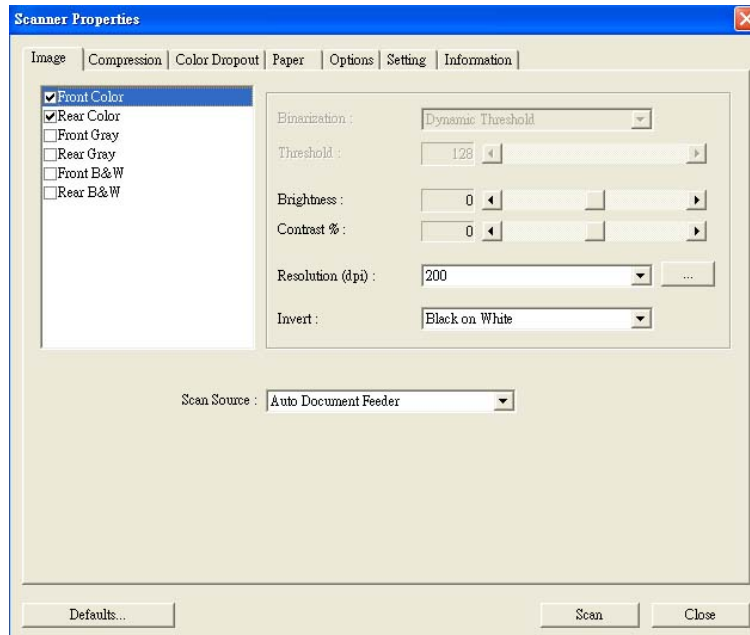 Scanner Properties
Image Compression Color Dropout Paper Options Setting Information
Front Color
Rear Color
Front Gray
Rear Gray
Front B&W
Rear B&W
Binarization : Dynamic Threshold
Threshold : 128
Brightness : 0
Contrast % : 0
Resolution (dpi) : 200 ...
Invert : Black on White
Scan Source : Auto Document Feeder
Defaults... Scan Close